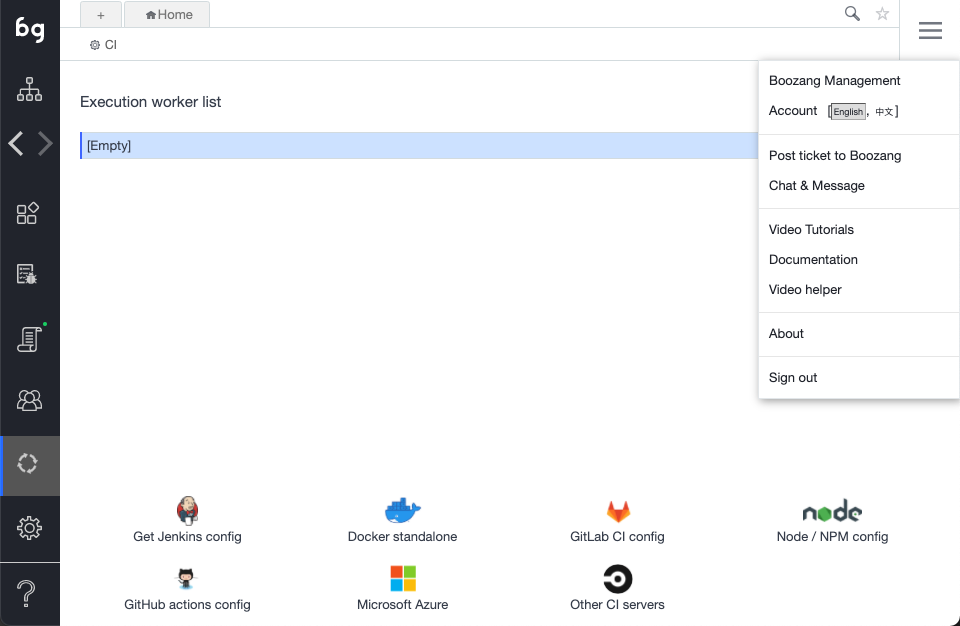 bg
+
Home
CI
Execution worker list
[Empty]
Boozang Management
Account [English, 中文]
Post ticket to Boozang
Chat & Message
Video Tutorials
Documentation
Video helper
About
Sign out
Get Jenkins config
Docker standalone
GitLab CI config
node
Node / NPM config
GitHub actions config
Microsoft Azure
Other CI servers